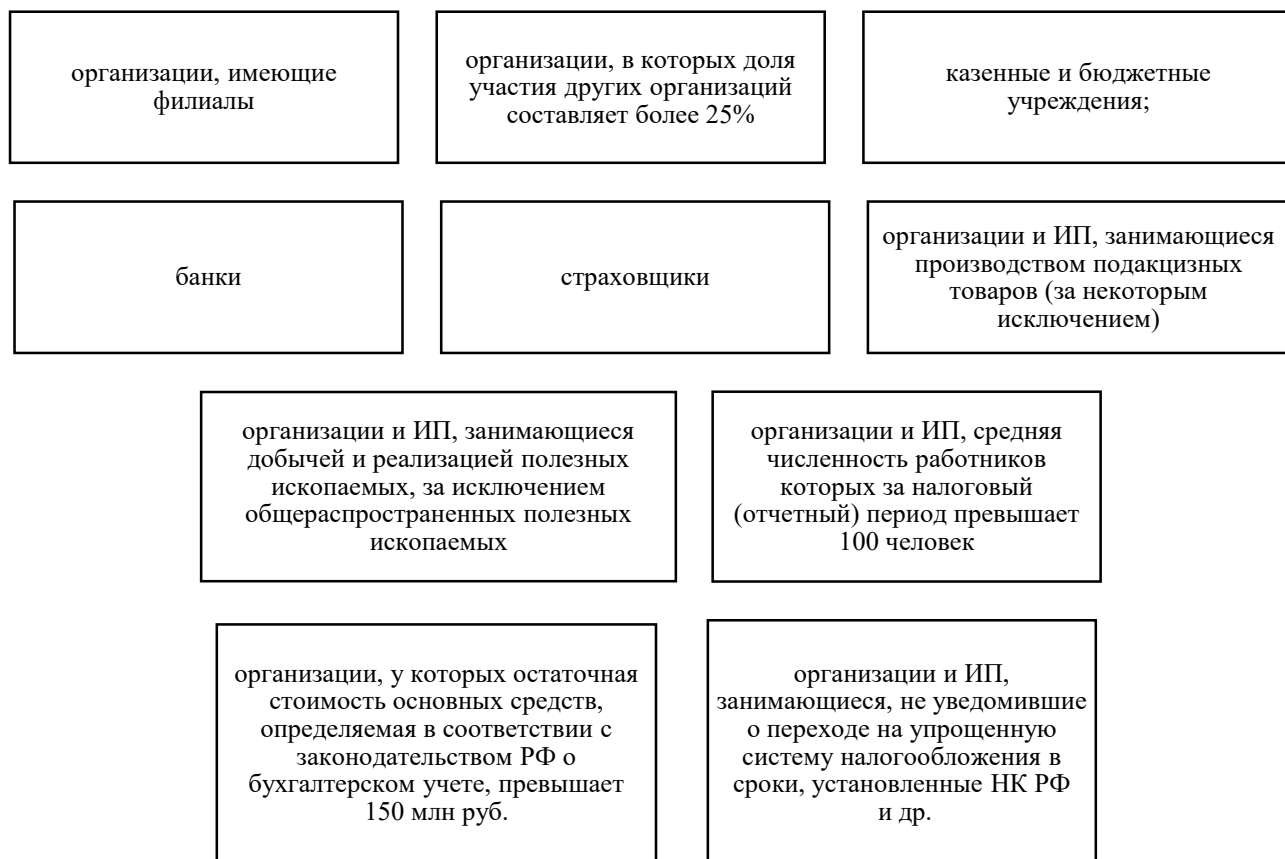 организации, имеющие
филиалы
организации, в которых доля
участия других организаций
составляет более 25%
казенные и бюджетные
учреждения;
банки
страховщики
организации и ИП, занимающиеся
производством подакцизных
товаров (за некоторым
исключением)
организации и ИП, занимающиеся
добычей и реализацией полезных
ископаемых, за исключением
общераспространенных полезных
ископаемых
организации и ИП, средняя
численность работников
которых за налоговый
(отчетный) период превышает
100 человек
организации, у которых остаточная
стоимость основных средств,
определяемая в соответствии с
законодательством РФ о
бухгалтерском учете, превышает
150 млн руб.
организации и ИП,
занимающиеся, не уведомившие
о переходе на упрощенную
систему налогообложения в
сроки, установленные НК РФ
и др.